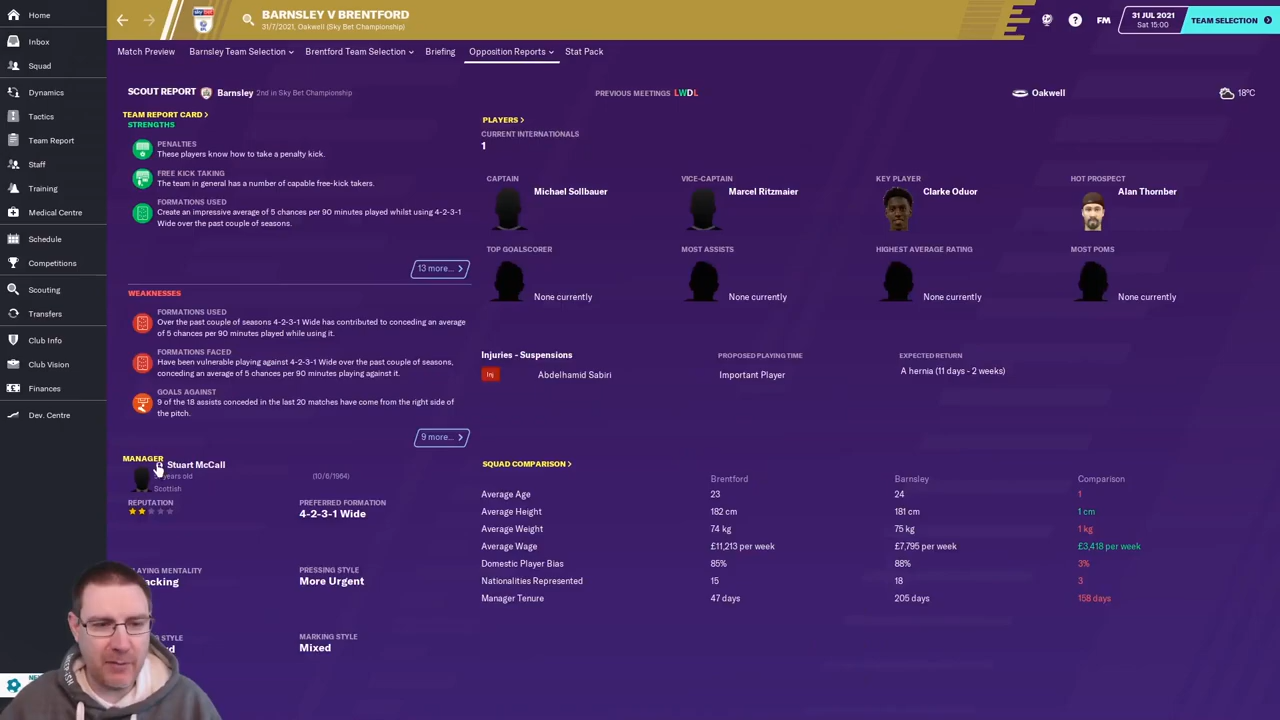 BARNSLEY V BRENTFORD
31/7/2021, Oakwell (Sky Bet Championship)
FM
31 JUL 2021
Sat 15:00
TEAM SELECTION
Home
Inbox
Squad
Dynamics
Tactics
Team Report
Staff
Training
Medical Centre
Schedule
Competitions
Scouting
Transfers
Club Info
Club Vision
Finances
Dev. Centre
Match Preview
Barnsley Team Selection
Brentford Team Selection
Briefing
Opposition Reports
Stat Pack
SCOUT REPORT
Barnsley
2nd in Sky Bet Championship
PREVIOUS MEETINGS LWDL
Oakwell
18°C
TEAM REPORT CARD >
STRENGTHS
PENALTIES
These players know how to take a penalty kick.
FREE KICK TAKING
The team in general has a number of capable free-kick takers.
FORMATIONS USED
Create an impressive average of 5 chances per 90 minutes played whilst using 4-2-3-1
Wide over the past couple of seasons.
13 more... >
WEAKNESSES
FORMATIONS USED
Over the past couple of seasons 4-2-3-1 Wide has contributed to conceding an average
of 5 chances per 90 minutes played while using it.
FORMATIONS FACED
Have been vulnerable playing against 4-2-3-1 Wide over the past couple of seasons,
conceding an average of 5 chances per 90 minutes played against it.
GOALS AGAINST
9 of the 18 assists conceded in the last 20 matches have come from the right side of
the pitch.
9 more... >
MANAGER
Stuart McCall
years old
(10/6/1964)
Scottish
REPUTATION
PREFERRED FORMATION
4-2-3-1 Wide
PLAYING MENTALITY
PRESSING STYLE
More Urgent
STYLE
MARKING STYLE
Mixed
PLAYERS >
CURRENT INTERNATIONALS
1
CAPTAIN
Michael Sollbauer
VICE-CAPTAIN
Marcel Ritzmaier
KEY PLAYER
Clarke Oduor
HOT PROSPECT
Alan Thornber
TOP GOALSCORER
None currently
MOST ASSISTS
None currently
HIGHEST AVERAGE RATING
None currently
MOST POMS
None currently
Injuries - Suspensions
PROPOSED PLAYING TIME
EXPECTED RETURN
Inj
Abdelhamid Sabiri
Important Player
A hernia (11 days - 2 weeks)
SQUAD COMPARISON >
Brentford
Barnsley
Comparison
Average Age 23 24 1
Average Height 182 cm 181 cm 1 cm
Average Weight 74 kg 75 kg 1 kg
Average Wage £11,213 per week £7,795 per week £3,418 per week
Domestic Player Bias 85% 88% 3%
Nationalities Represented 15 18 3
Manager Tenure 47 days 205 days 158 days